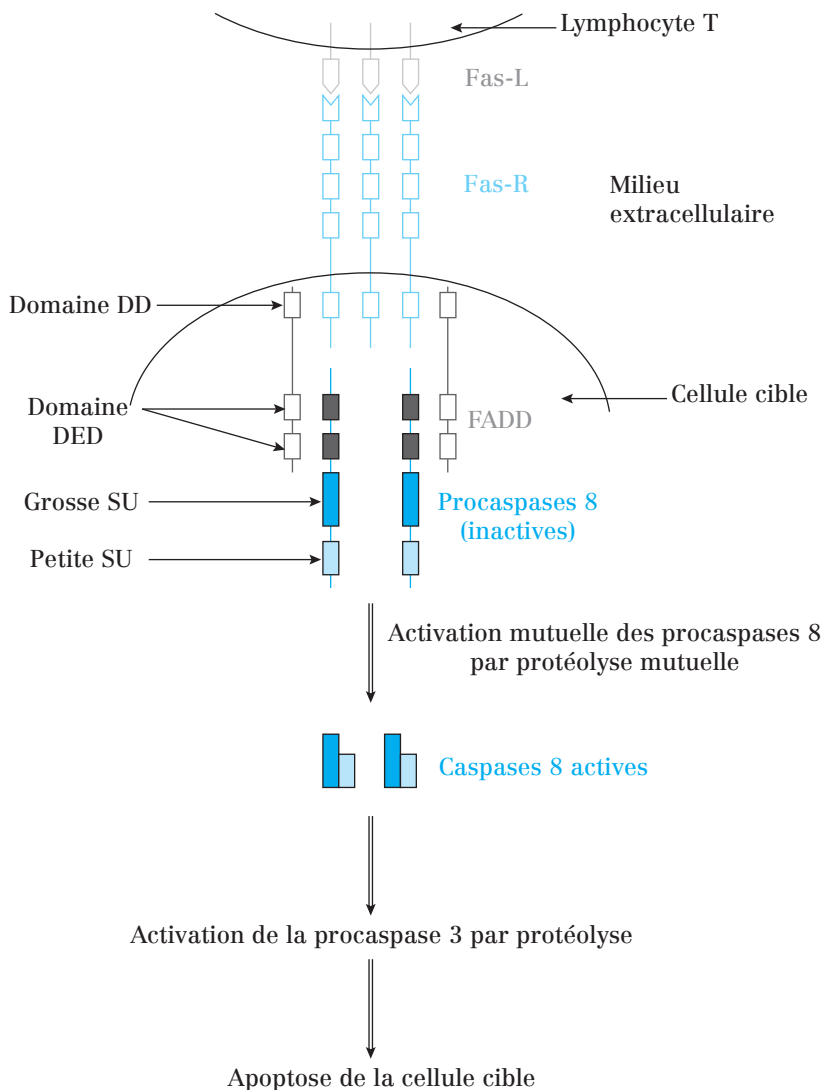 Lymphocyte T
Fas-L
Fas-R
Milieu
extracellulaire
Domaine DD
Cellule cible
Domaine
DED
FADD
Grosse SU
Procaspases 8
(inactives)
Petite SU
Activation mutuelle des procaspases 8
par protéolyse mutuelle
Caspases 8 actives
Activation de la procaspase 3 par protéolyse
Apoptose de la cellule cible